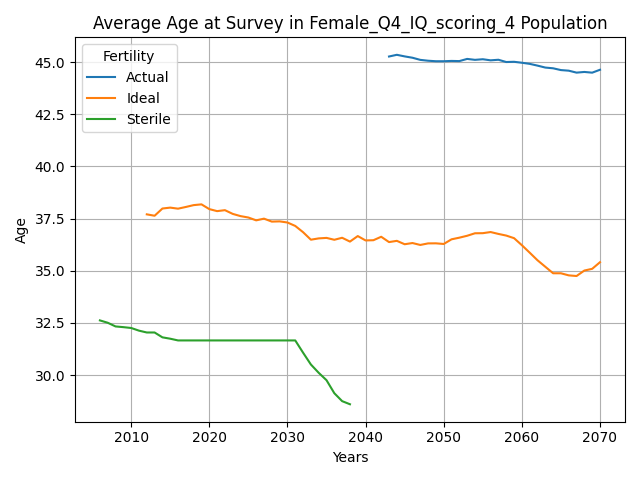 Average Age at Survey in Female_Q4_IQ_scoring_4 Population
Fertility
Actual
Ideal
Sterile
45.0
42.5
40.0
37.5
35.0
32.5
30.0
Age
2010 2020 2030 2040 2050 2060 2070
Years